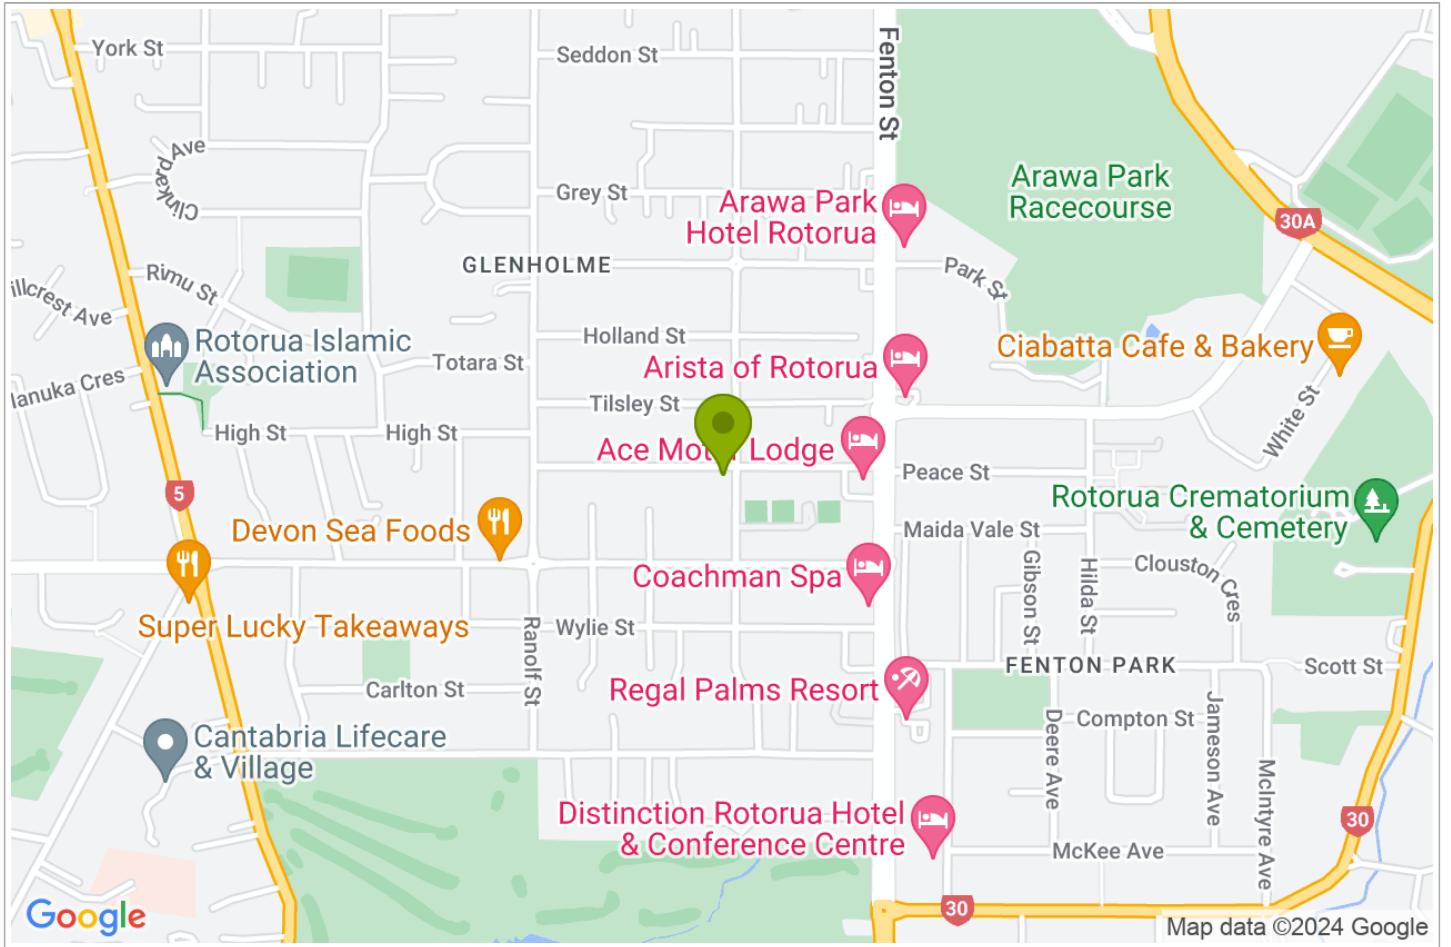 York St
Seddon St
Fenton St
Clinkard Ave
Grey St
Arawa Park
Hotel Rotorua
Arawa Park
Racecourse
30A
GLENHOLME
Park St
Rimu St
illcrest Ave
Holland St
Rotorua Islamic
Association
Totara St
Arista of Rotorua
Ciabatta Cafe & Bakery
lanuka Cres
Tilsley St
White St
High St
High St
Ace Motor Lodge
Peace St
5
Rotorua Crematorium
& Cemetery
Devon Sea Foods
Maida Vale St
Coachman Spa
Gibson St
Hilda St
Clouston Cres
Super Lucky Takeaways
Ranolf St
Wylie St
FENTON PARK
Scott St
Carlton St
Regal Palms Resort
Deere Ave
Compton St
Jameson Ave
Cantabria Lifecare
& Village
McIntyre Ave
Distinction Rotorua Hotel
& Conference Centre
30
McKee Ave
30
Google
Map data ©2024 Google